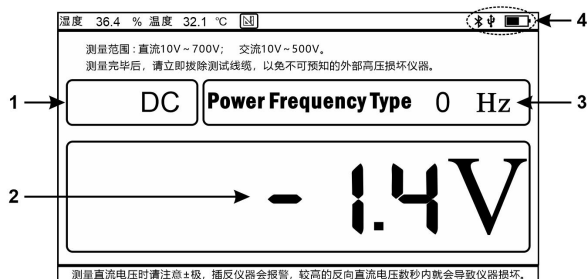 湿度 36.4 % 温度 32.1 ℃ N 4
测量范围：直流10V～700V； 交流10V～500V。
测量完毕后，请立即拔除测试线缆，以免不可预知的外部高压损坏仪器。
1 DC Power Frequency Type 0 Hz 3
2 -1.4V
测量直流电压时请注意±极，插反仪器会报警，较高的反向直流电压数秒内就会导致仪器损坏.